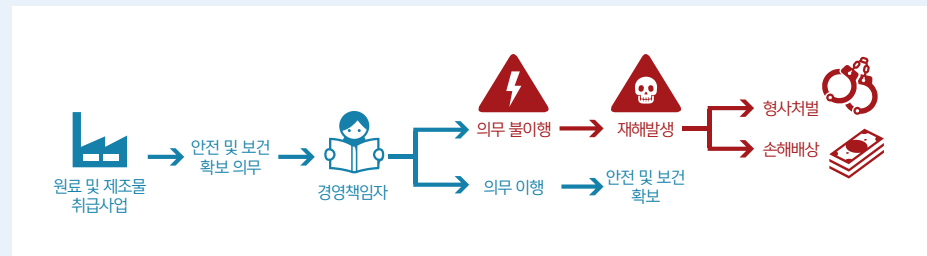 원료 및 제조물
취급사업
안전 및 보건
확보 의무
경영책임자
의무 불이행
재해발생
형사처벌
손해배상
의무 이행
안전 및 보건
확보